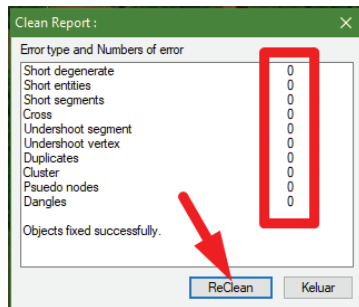 Clean Report :
Error type and Numbers of error
Short degenerate 0
Short entities 0
Short segments 0
Cross 0
Undershoot segment 0
Undershoot vertex 0
Duplicates 0
Cluster 0
Psuedo nodes 0
Dangles 0
Objects fixed successfully.
ReClean Keluar